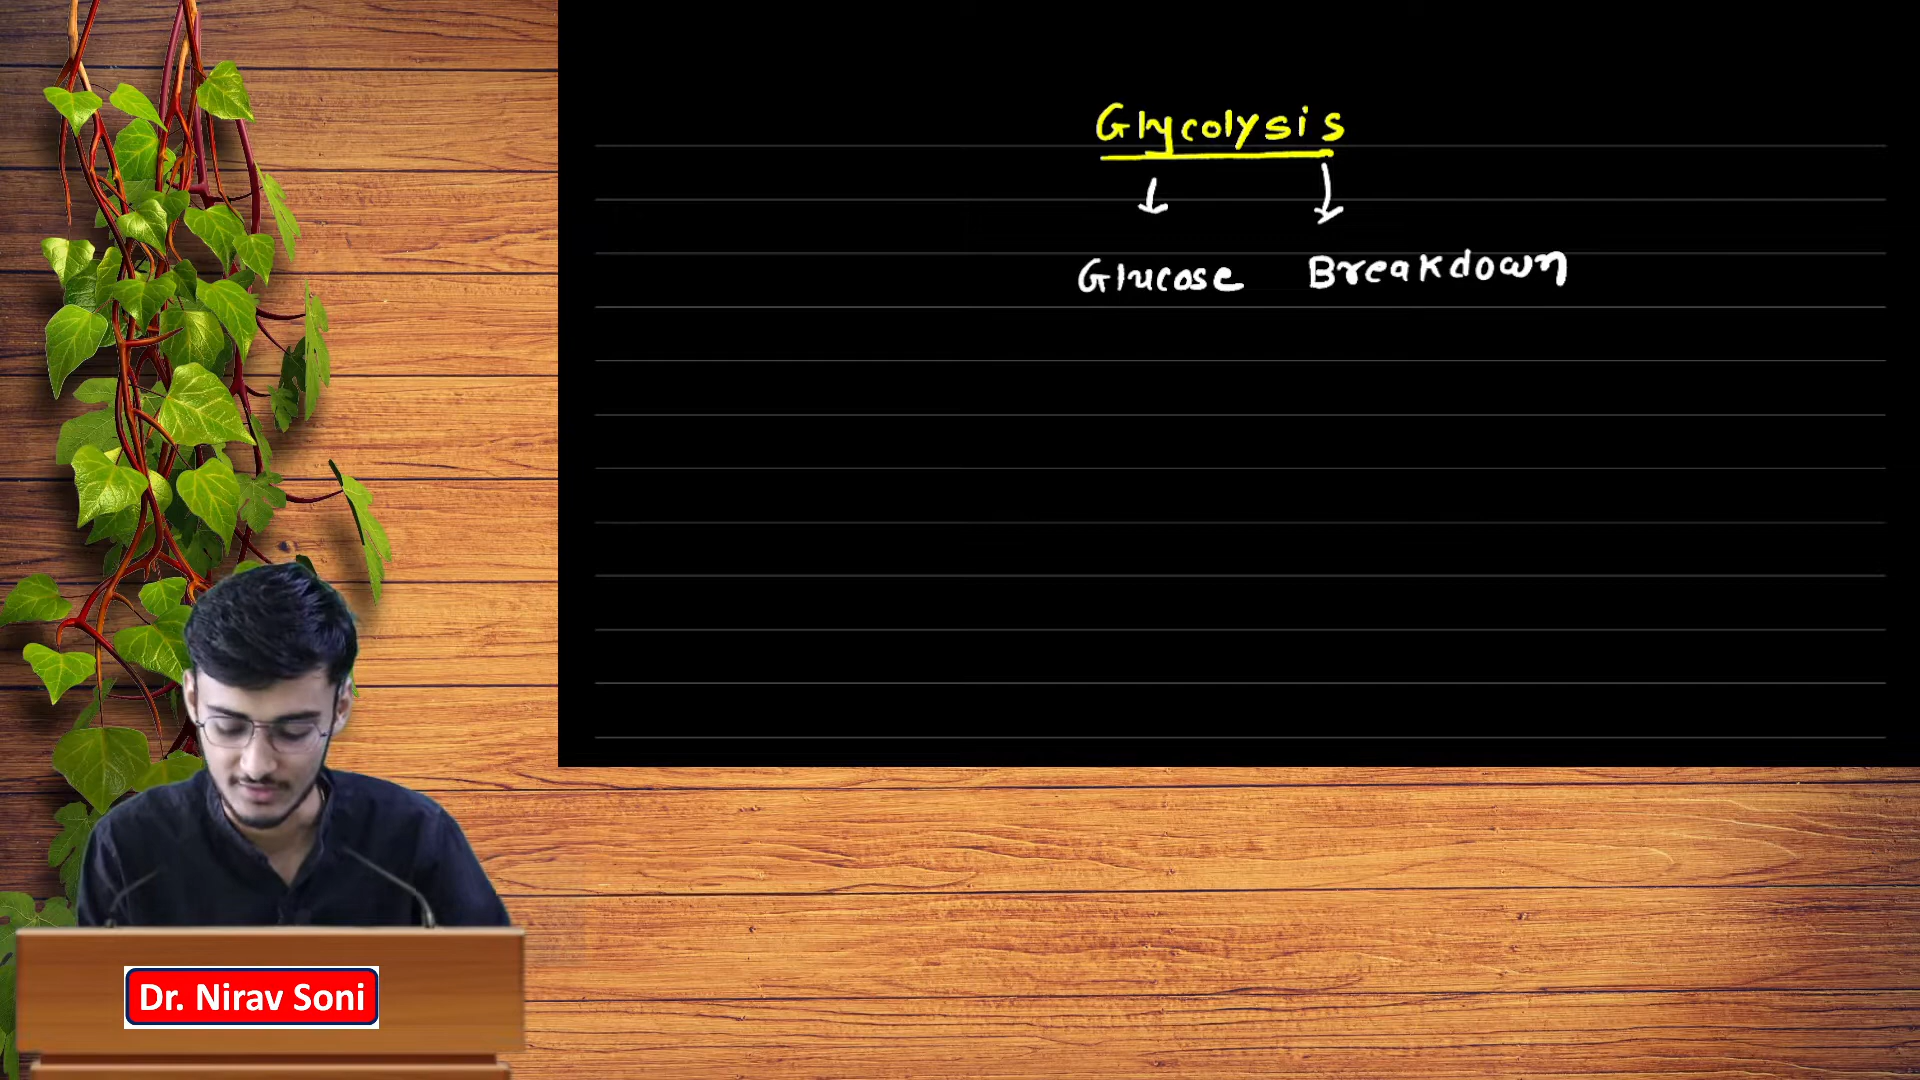 Glycolysis
↓ ↓
Glucose Breakdown
Dr. Nirav Soni